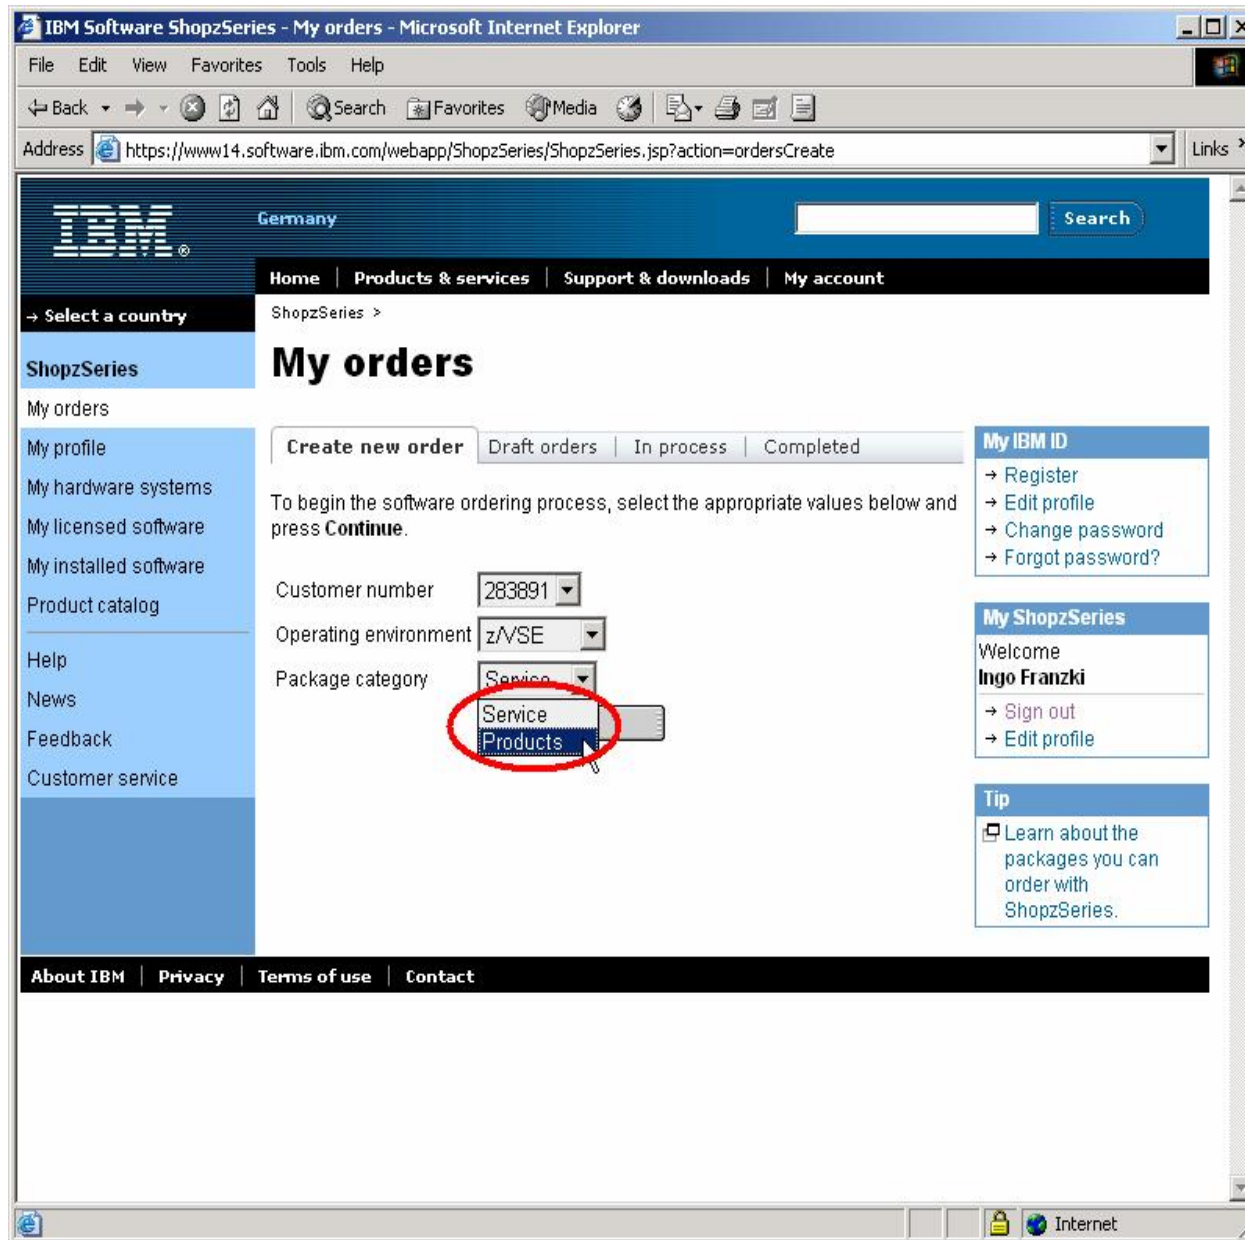 IBM Software ShopzSeries - My orders - Microsoft Internet Explorer
File Edit View Favorites Tools Help
Back Search Favorites Media
Address https://www14.software.ibm.com/webapp/ShopzSeries/ShopzSeries.jsp?action=ordersCreate Links
IBM®
Germany
Search
Home | Products & services | Support & downloads | My account
→ Select a country
ShopzSeries >
ShopzSeries
My orders
My profile
My hardware systems
My licensed software
My installed software
Product catalog
Help
News
Feedback
Customer service
My orders
Create new order Draft orders | In process | Completed
To begin the software ordering process, select the appropriate values below and
press Continue.
Customer number 283891
Operating environment z/VSE
Package category Service
Service
Products
My IBM ID
→ Register
→ Edit profile
→ Change password
→ Forgot password?
My ShopzSeries
Welcome
Ingo Franzki
→ Sign out
→ Edit profile
Tip
Learn about the
packages you can
order with
ShopzSeries.
About IBM | Privacy | Terms of use | Contact
Internet